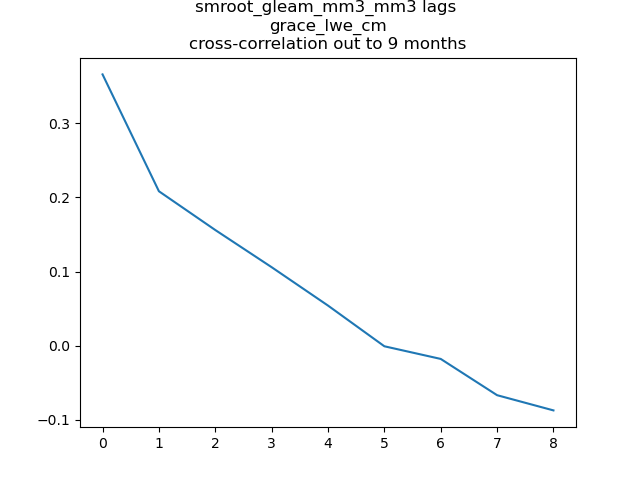 smroot_gleam_mm3_mm3 lags
grace_lwe_cm
cross-correlation out to 9 months
0.3
0.2
0.1
0.0
−0.1
0 1 2 3 4 5 6 7 8